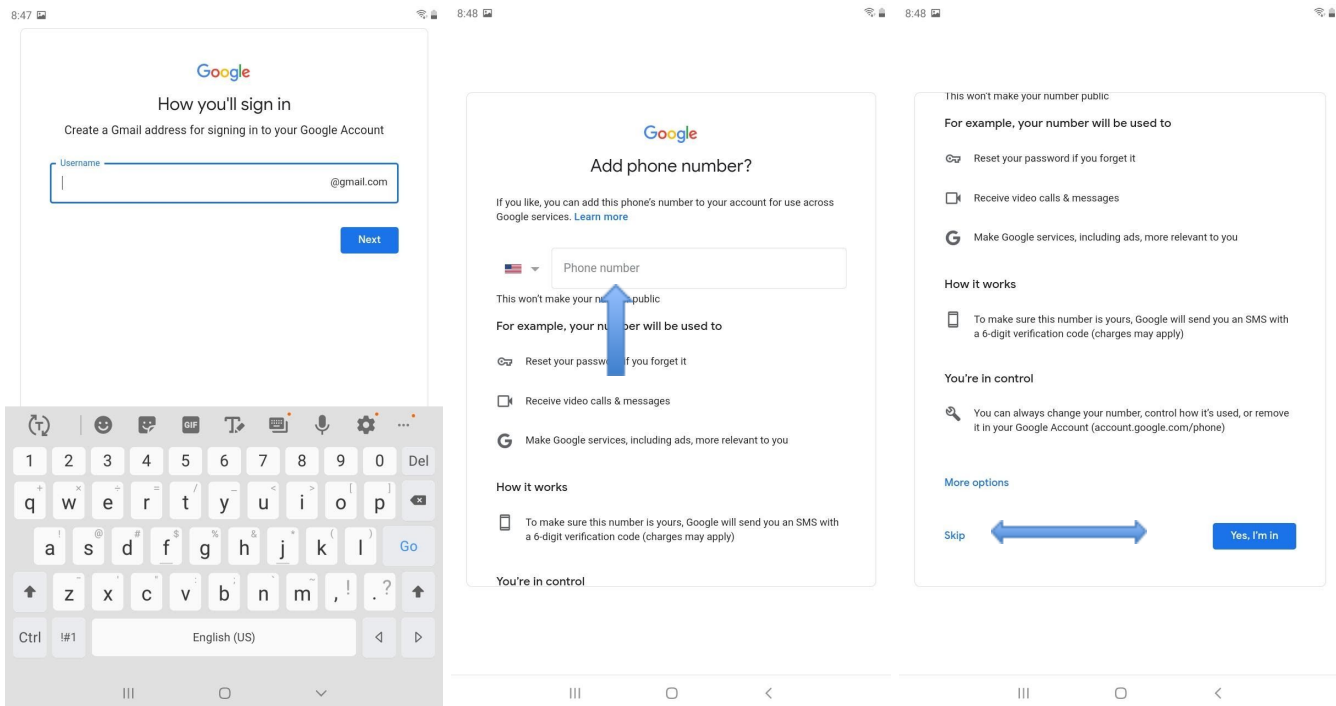 8:47
Google
How you'll sign in
Create a Gmail address for signing in to your Google Account
Username
@gmail.com
Next
GIF
1 2 3 4 5 6 7 8 9 0 Del
+ × ÷ = / _ < > [ ]
q w e r t y u i o p
! @ # $ % & * ( )
a s d f g h j k l Go
- ' " : ; ' ~ ! ?
z x c v b n m , .
Ctrl !#1 English (US)
8:48
Google
Add phone number?
If you like, you can add this phone's number to your account for use across
Google services. Learn more
Phone number
This won't make your public
For example, your will be used to
Reset your if you forget it
Receive video calls & messages
Make Google services, including ads, more relevant to you
How it works
To make sure this number is yours, Google will send you an SMS with
a 6-digit verification code (charges may apply)
You're in control
8:48
This won't make your number public
For example, your number will be used to
Reset your password if you forget it
Receive video calls & messages
Make Google services, including ads, more relevant to you
How it works
To make sure this number is yours, Google will send you an SMS with
a 6-digit verification code (charges may apply)
You're in control
You can always change your number, control how it's used, or remove
it in your Google Account (account.google.com/phone)
More options
Skip
Yes, I'm in